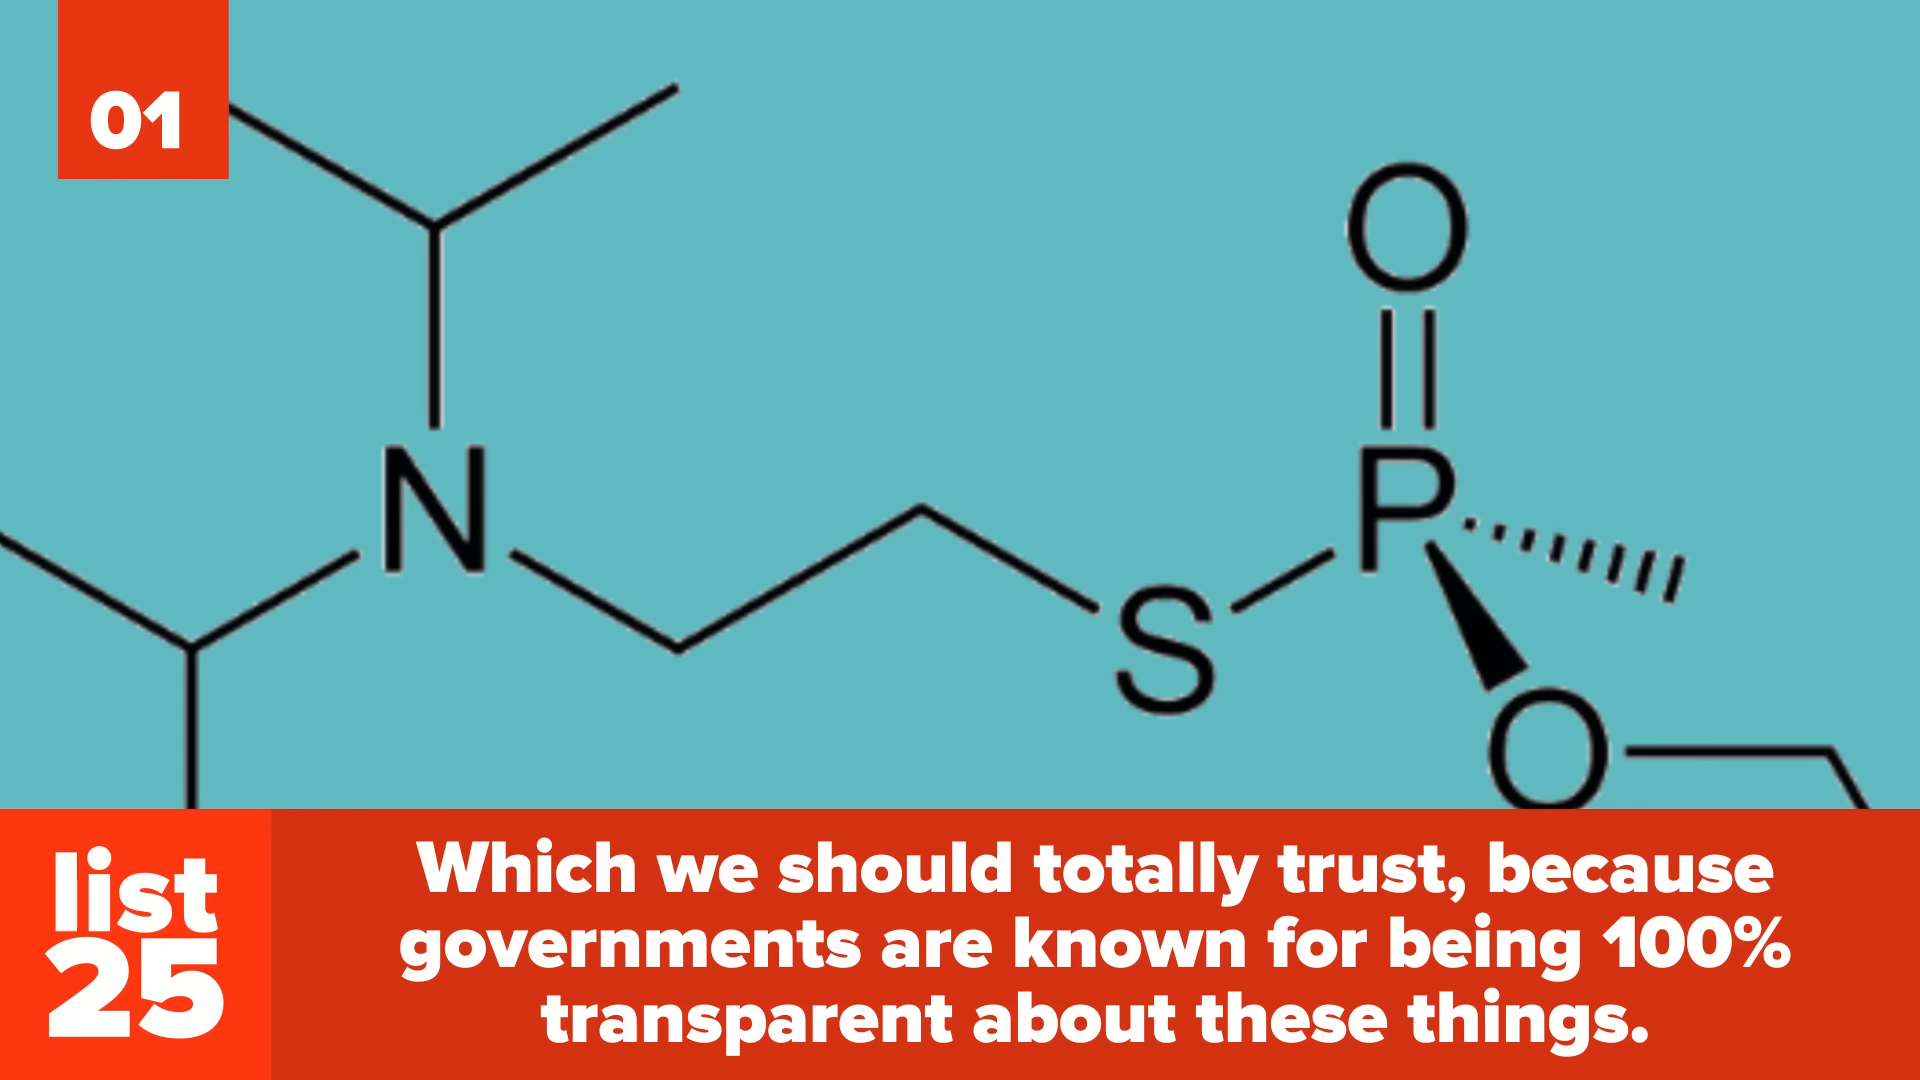 01
O
P
N
S
O
list
25
Which we should totally trust, because
governments are known for being 100%
transparent about these things.